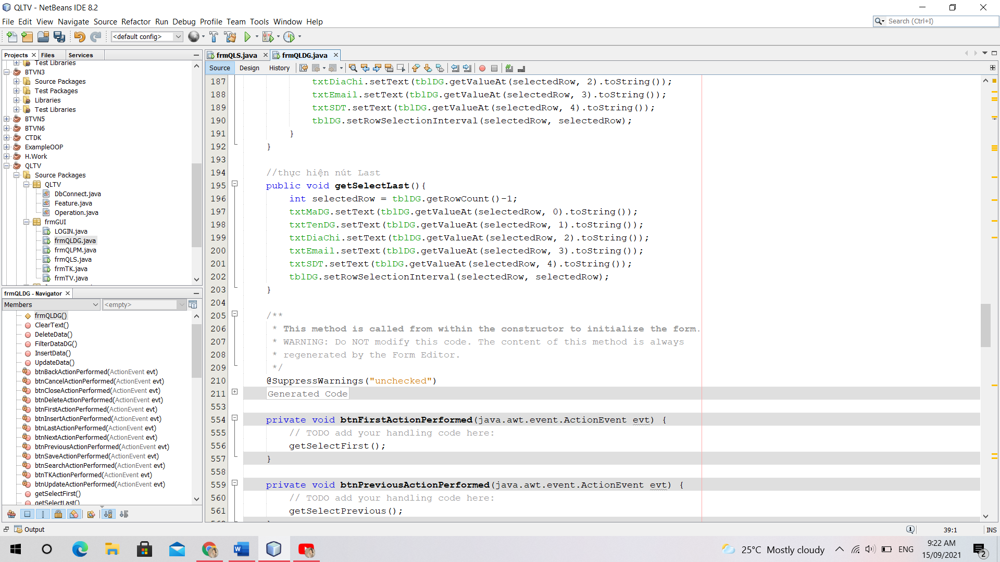 QLTV - NetBeans IDE 8.2
File Edit View Navigate Source Refactor Run Debug Profile Team Tools Window Help
Search (Ctrl+I)
<default config>
Projects Files Services
Test Libraries
BTVN3
Source Packages
Test Packages
Libraries
Test Libraries
BTVN5
BTVN6
CTDK
ExampleOOP
H.Work
QLTV
Source Packages
QLTV
DbConnect.java
Feature.java
Operation.java
frmGUI
LOGIN.java
frmQLDG.java
frmQLPM.java
frmQLS.java
frmTK.java
frmTV.java
frmQLDG - Navigator
Members <empty>
frmQLDG()
ClearText()
DeleteData()
FilterDataDG()
InsertData()
UpdateData()
btnBackActionPerformed(ActionEvent evt)
btnCancelActionPerformed(ActionEvent evt)
btnCloseActionPerformed(ActionEvent evt)
btnDeleteActionPerformed(ActionEvent evt)
btnFirstActionPerformed(ActionEvent evt)
btnInsertActionPerformed(ActionEvent evt)
btnLastActionPerformed(ActionEvent evt)
btnNextActionPerformed(ActionEvent evt)
btnPreviousActionPerformed(ActionEvent evt)
btnSaveActionPerformed(ActionEvent evt)
btnSearchActionPerformed(ActionEvent evt)
btnTKActionPerformed(ActionEvent evt)
btnUpdateActionPerformed(ActionEvent evt)
getSelectFirst()
getSelectLast()
frmQLS.java frmQLDG.java
Source Design History
187 txtDiaChi.setText(tblDG.getValueAt(selectedRow, 2).toString());
188 txtEmail.setText(tblDG.getValueAt(selectedRow, 3).toString());
189 txtSDT.setText(tblDG.getValueAt(selectedRow, 4).toString());
190 tblDG.setRowSelectionInterval(selectedRow, selectedRow);
191 }
192 }
193
194 //thực hiện nút Last
195 public void getSelectLast(){
196 int selectedRow = tblDG.getRowCount()-1;
197 txtMaDG.setText(tblDG.getValueAt(selectedRow, 0).toString());
198 txtTenDG.setText(tblDG.getValueAt(selectedRow, 1).toString());
199 txtDiaChi.setText(tblDG.getValueAt(selectedRow, 2).toString());
200 txtEmail.setText(tblDG.getValueAt(selectedRow, 3).toString());
201 txtSDT.setText(tblDG.getValueAt(selectedRow, 4).toString());
202 tblDG.setRowSelectionInterval(selectedRow, selectedRow);
203 }
204
205 /**
206 * This method is called from within the constructor to initialize the form.
207 * WARNING: Do NOT modify this code. The content of this method is always
208 * regenerated by the Form Editor.
209 */
210 @SuppressWarnings("unchecked")
211 Generated Code
553
554 private void btnFirstActionPerformed(java.awt.event.ActionEvent evt) {
555 // TODO add your handling code here:
556 getSelectFirst();
557 }
558
559 private void btnPreviousActionPerformed(java.awt.event.ActionEvent evt) {
560 // TODO add your handling code here:
561 getSelectPrevious();
Output
1
39:1
INS
25°C Mostly cloudy
ENG
9:22 AM
15/09/2021
2